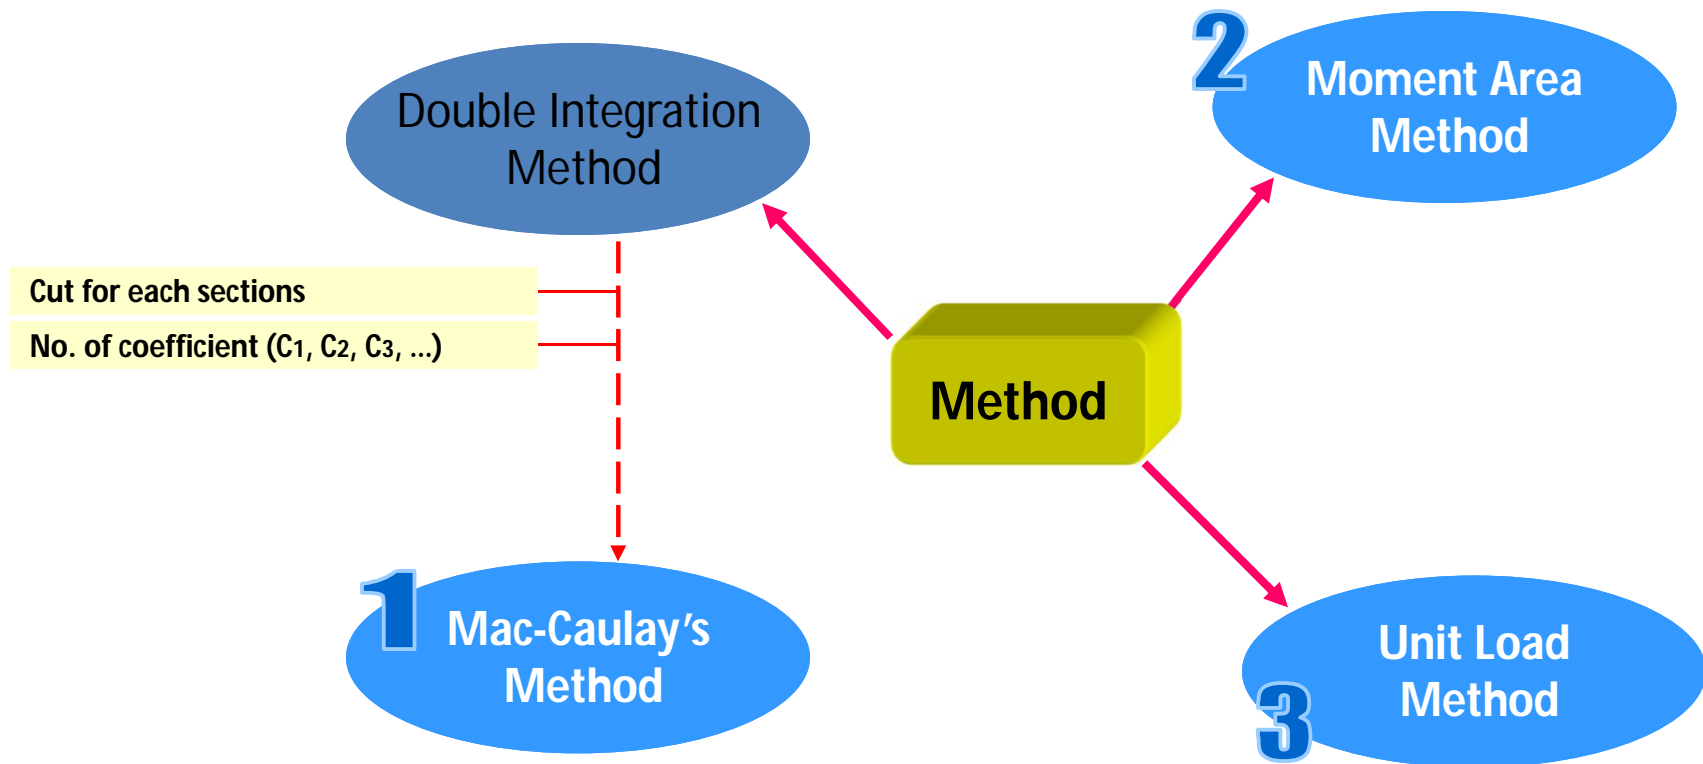 Double Integration
Method
2
Moment Area
Method
Cut for each sections
No. of coefficient (C1, C2, C3, ...)
Method
1
Mac-Caulay’s
Method
Unit Load
Method
3